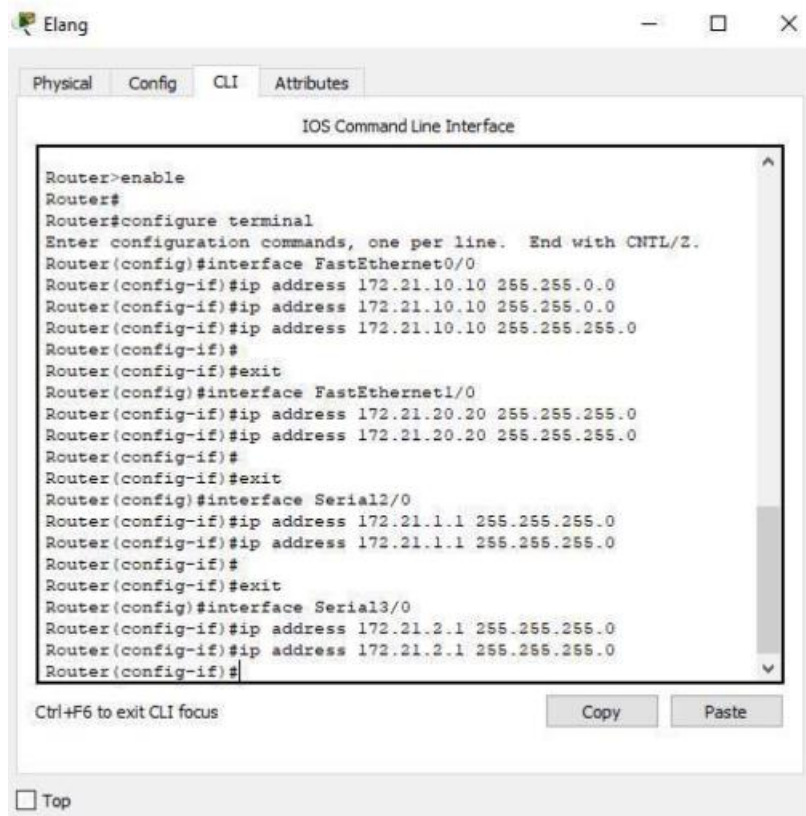 Elang
Physical Config CLI Attributes
IOS Command Line Interface
Router>enable
Router#
Router#configure terminal
Enter configuration commands, one per line.  End with CNTL/Z.
Router(config)#interface FastEthernet0/0
Router(config-if)#ip address 172.21.10.10 255.255.0.0
Router(config-if)#ip address 172.21.10.10 255.255.0.0
Router(config-if)#ip address 172.21.10.10 255.255.255.0
Router(config-if)#
Router(config-if)#exit
Router(config)#interface FastEthernet1/0
Router(config-if)#ip address 172.21.20.20 255.255.255.0
Router(config-if)#ip address 172.21.20.20 255.255.255.0
Router(config-if)#
Router(config-if)#exit
Router(config)#interface Serial2/0
Router(config-if)#ip address 172.21.1.1 255.255.255.0
Router(config-if)#ip address 172.21.1.1 255.255.255.0
Router(config-if)#
Router(config-if)#exit
Router(config)#interface Serial3/0
Router(config-if)#ip address 172.21.2.1 255.255.255.0
Router(config-if)#ip address 172.21.2.1 255.255.255.0
Router(config-if)#
Ctrl+F6 to exit CLI focus Copy Paste
Top